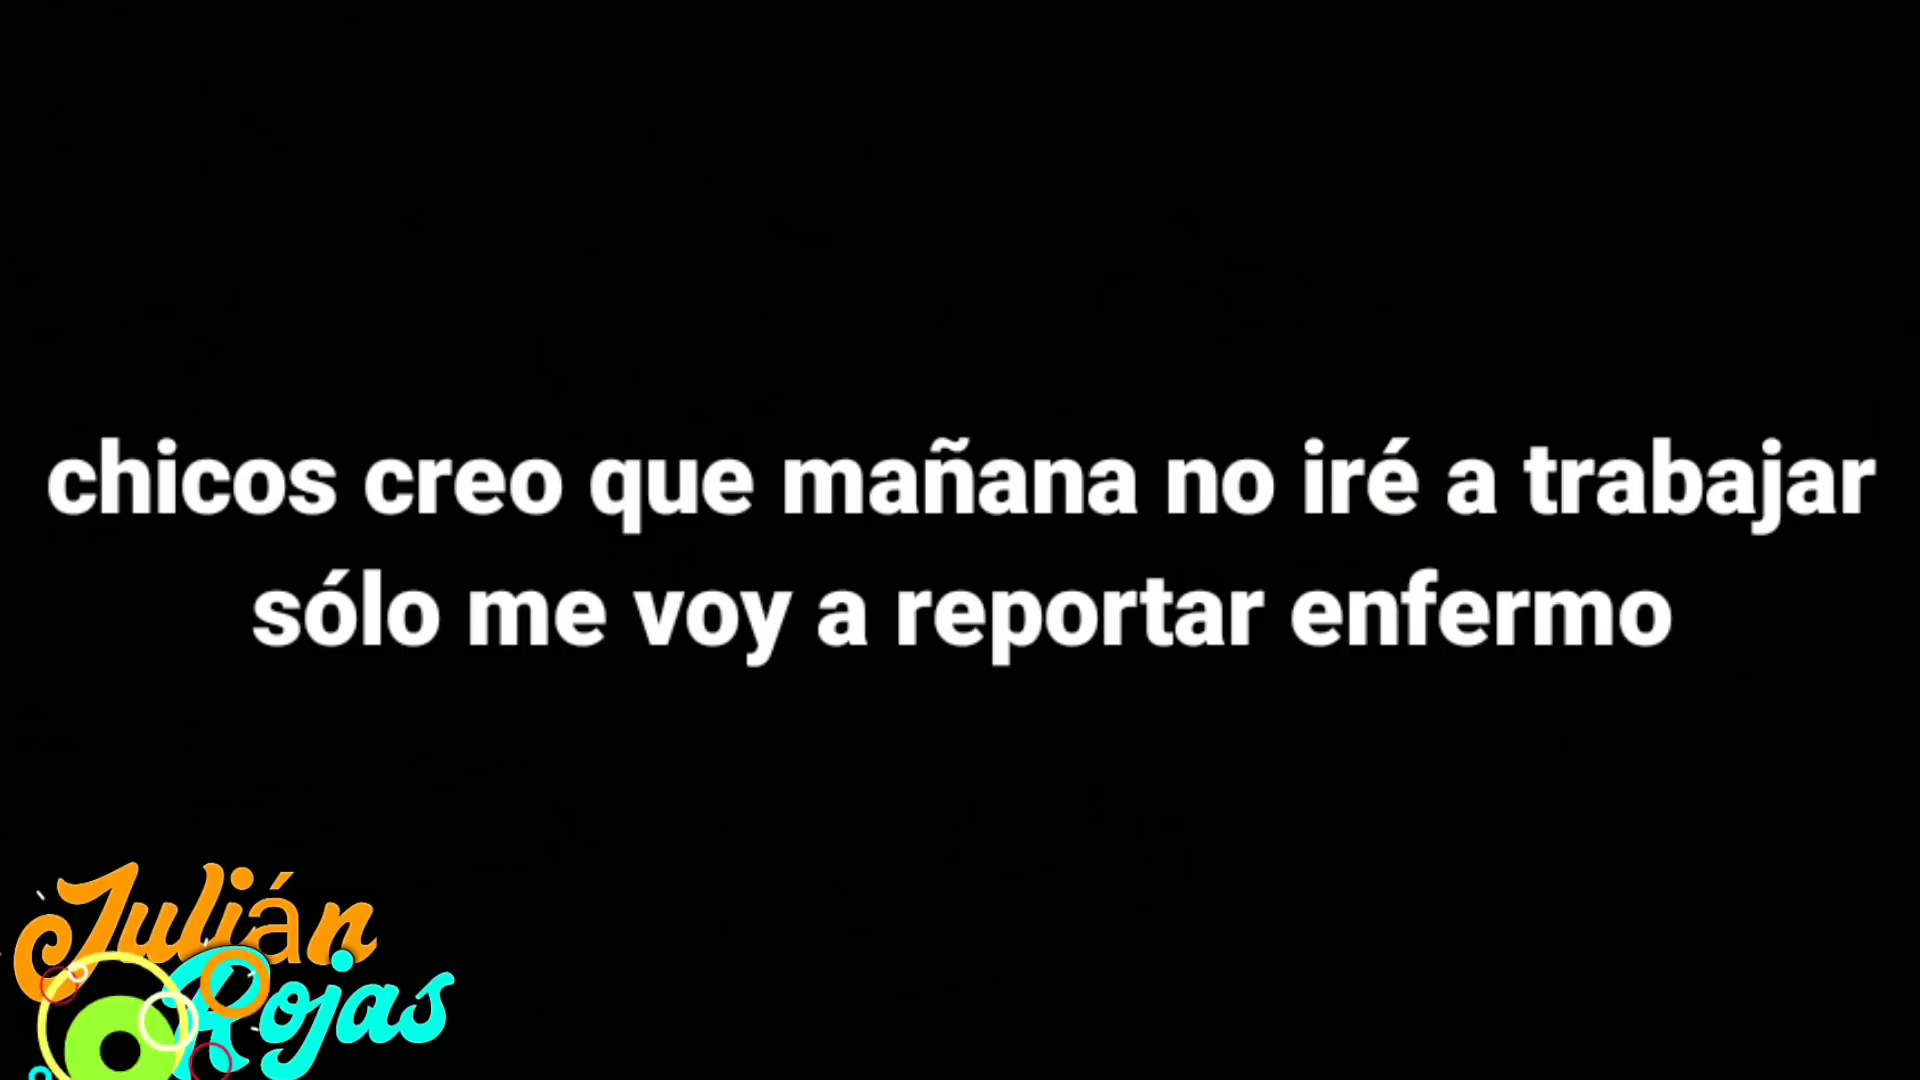 chicos creo que mañana no iré a trabajar
sólo me voy a reportar enfermo
Julián
Rojas